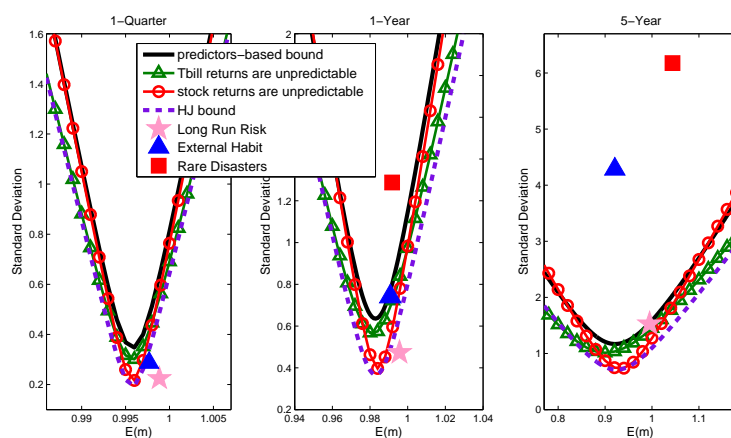 1−Quarter
1−Year
5−Year
predictors−based bound
Tbill returns are unpredictable
stock returns are unpredictable
HJ bound
Long Run Risk
External Habit
Rare Disasters
Standard Deviation
1.6
1.4
1.2
1
0.8
0.6
0.4
0.2
0.99
0.995
1
1.005
E(m)
Standard Deviation
2
1
0.8
0.6
0.4
0.2
0.94
0.96
0.98
1
1.02
1.04
E(m)
Standard Deviation
6
5
4
3
2
1
0
0.8
0.9
1
1.1
E(m)